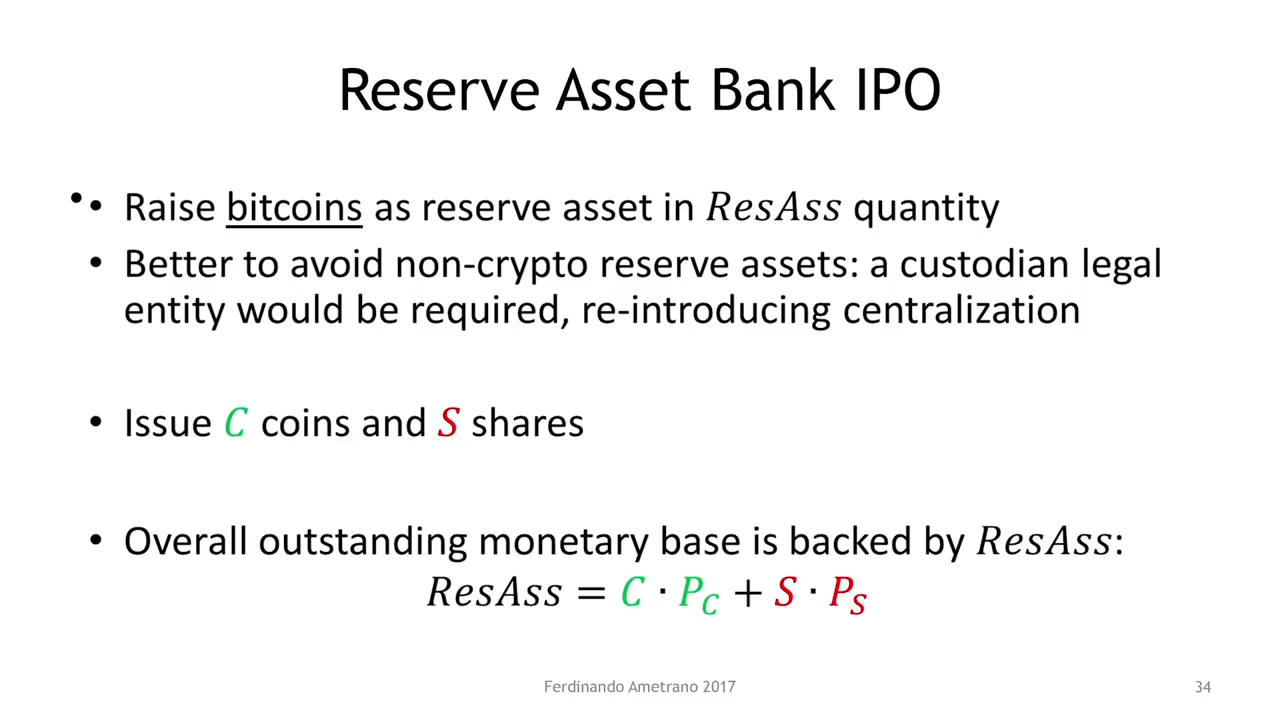 Reserve Asset Bank IPO
• • Raise bitcoins as reserve asset in ResAss quantity
• Better to avoid non-crypto reserve assets: a custodian legal
entity would be required, re-introducing centralization
• Issue C coins and S shares
• Overall outstanding monetary base is backed by ResAss:
ResAss = C · P_C + S · P_S
Ferdinando Ametrano 2017
34